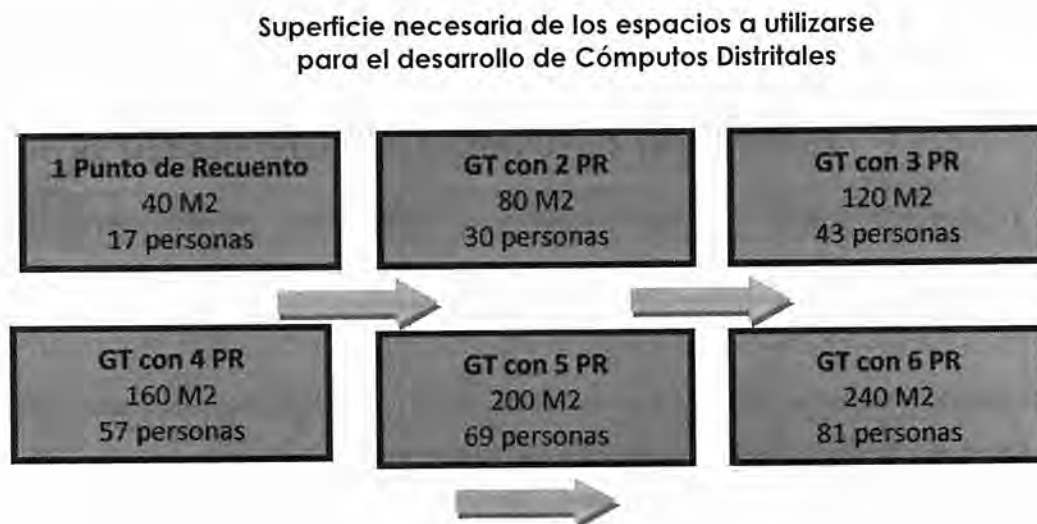 Superficie necesaria de los espacios a utilizarse
para el desarrollo de Cómputos Distritales
1 Punto de Recuento
40 M2
17 personas
GT con 2 PR
80 M2
30 personas
GT con 3 PR
120 M2
43 personas
GT con 4 PR
160 M2
57 personas
GT con 5 PR
200 M2
69 personas
GT con 6 PR
240 M2
81 personas